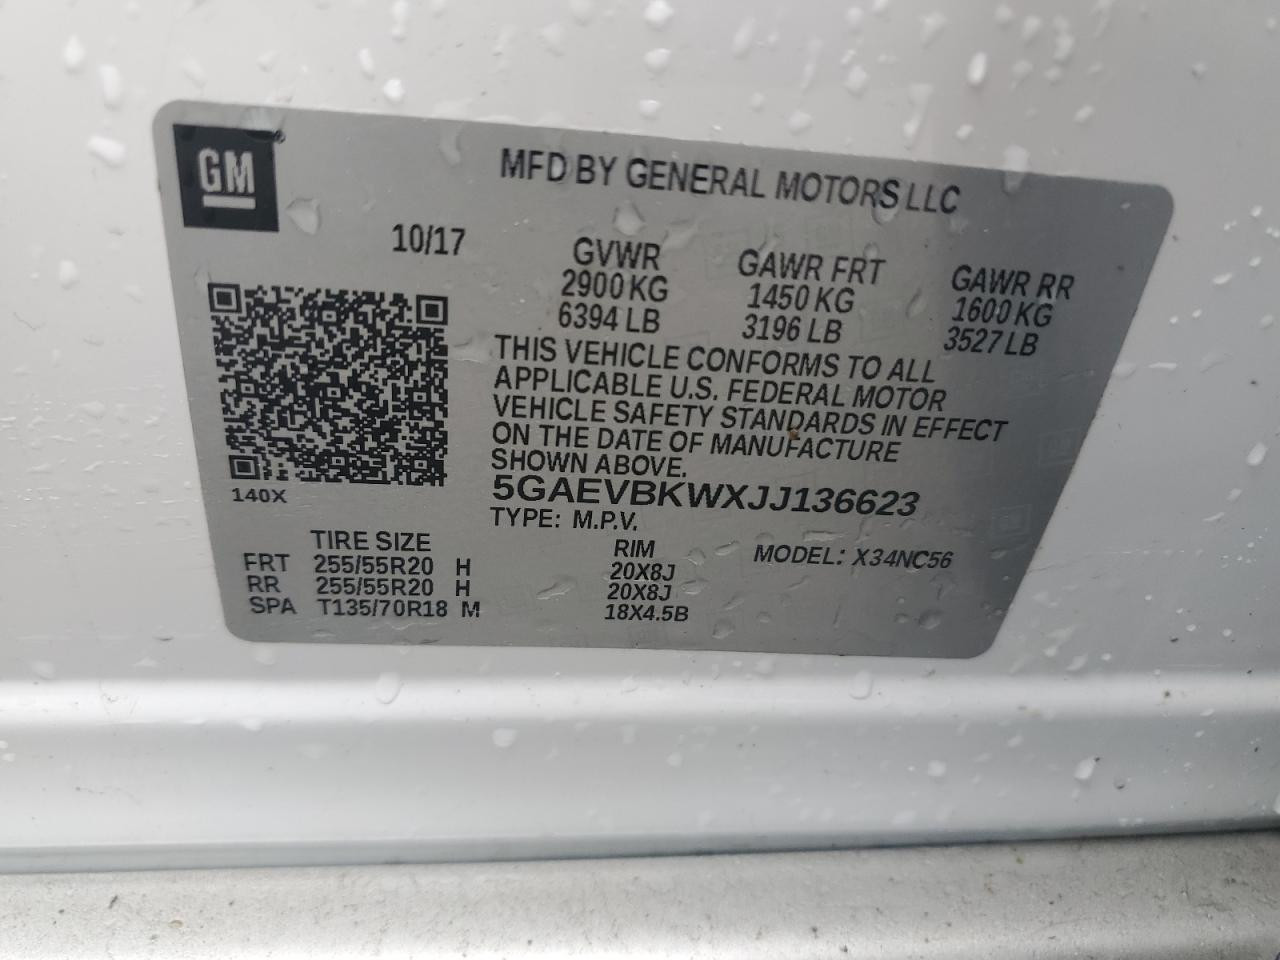 GM
MFD BY GENERAL MOTORS LLC
10/17
GVWR GAWR FRT GAWR RR
2900 KG 1450 KG 1600 KG
6394 LB 3196 LB 3527 LB
THIS VEHICLE CONFORMS TO ALL
APPLICABLE U.S. FEDERAL MOTOR
VEHICLE SAFETY STANDARDS IN EFFECT
ON THE DATE OF MANUFACTURE
SHOWN ABOVE.
140X
5GAEVBKWXJJ136623
TYPE: M.P.V.
TIRE SIZE RIM MODEL: X34NC56
FRT 255/55R20 H 20X8J
RR 255/55R20 H 20X8J
SPA T135/70R18 M 18X4.5B